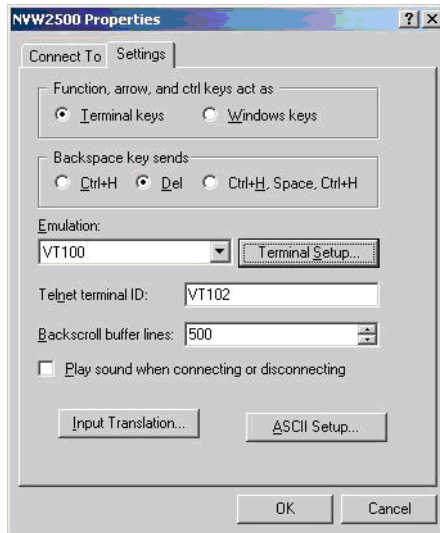 NVW2500 Properties
Connect To Settings
Function, arrow, and ctrl keys act as
Terminal keys Windows keys
Backspace key sends
Ctrl+H Del Ctrl+H, Space, Ctrl+H
Emulation:
VT100 Terminal Setup...
Telnet terminal ID: VT102
Backscroll buffer lines: 500
Play sound when connecting or disconnecting
Input Translation... ASCII Setup...
OK Cancel